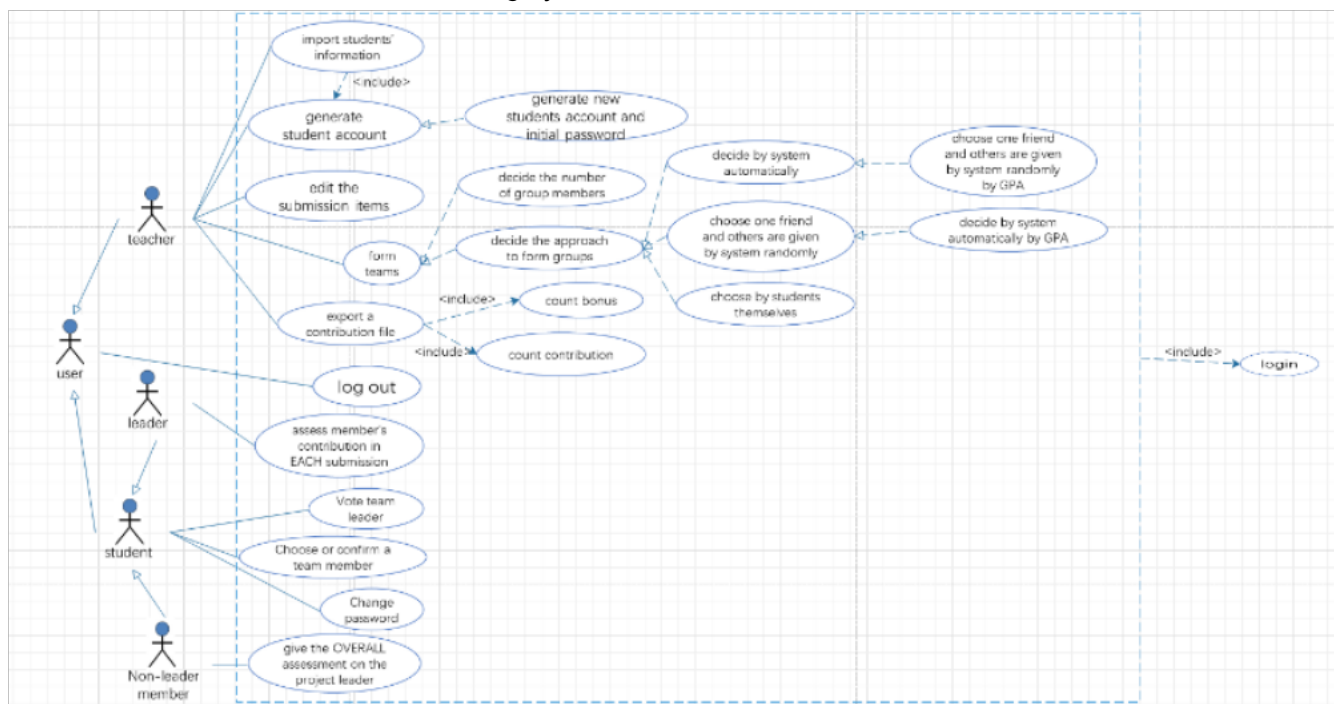 import students'
information
<include>
generate
student account
generate new
students account and
initial password
decide by system
automatically
choose one friend
and others are given
by system randomly
by GPA
edit the
submission items
decide the number
of group members
teacher
choose one friend
and others are given
by system randomly
decide by system
automatically by GPA
form
teams
decide the approach
to form groups
export a
contribution file
<include>
count bonus
choose by students
themselves
<include>
count contribution
<include>
login
user
log out
leader
assess member's
contribution in
EACH submission
Vote team
leader
student
Choose or confirm a
team member
Change
password
give the OVERALL
assessment on the
project leader
Non-leader
member